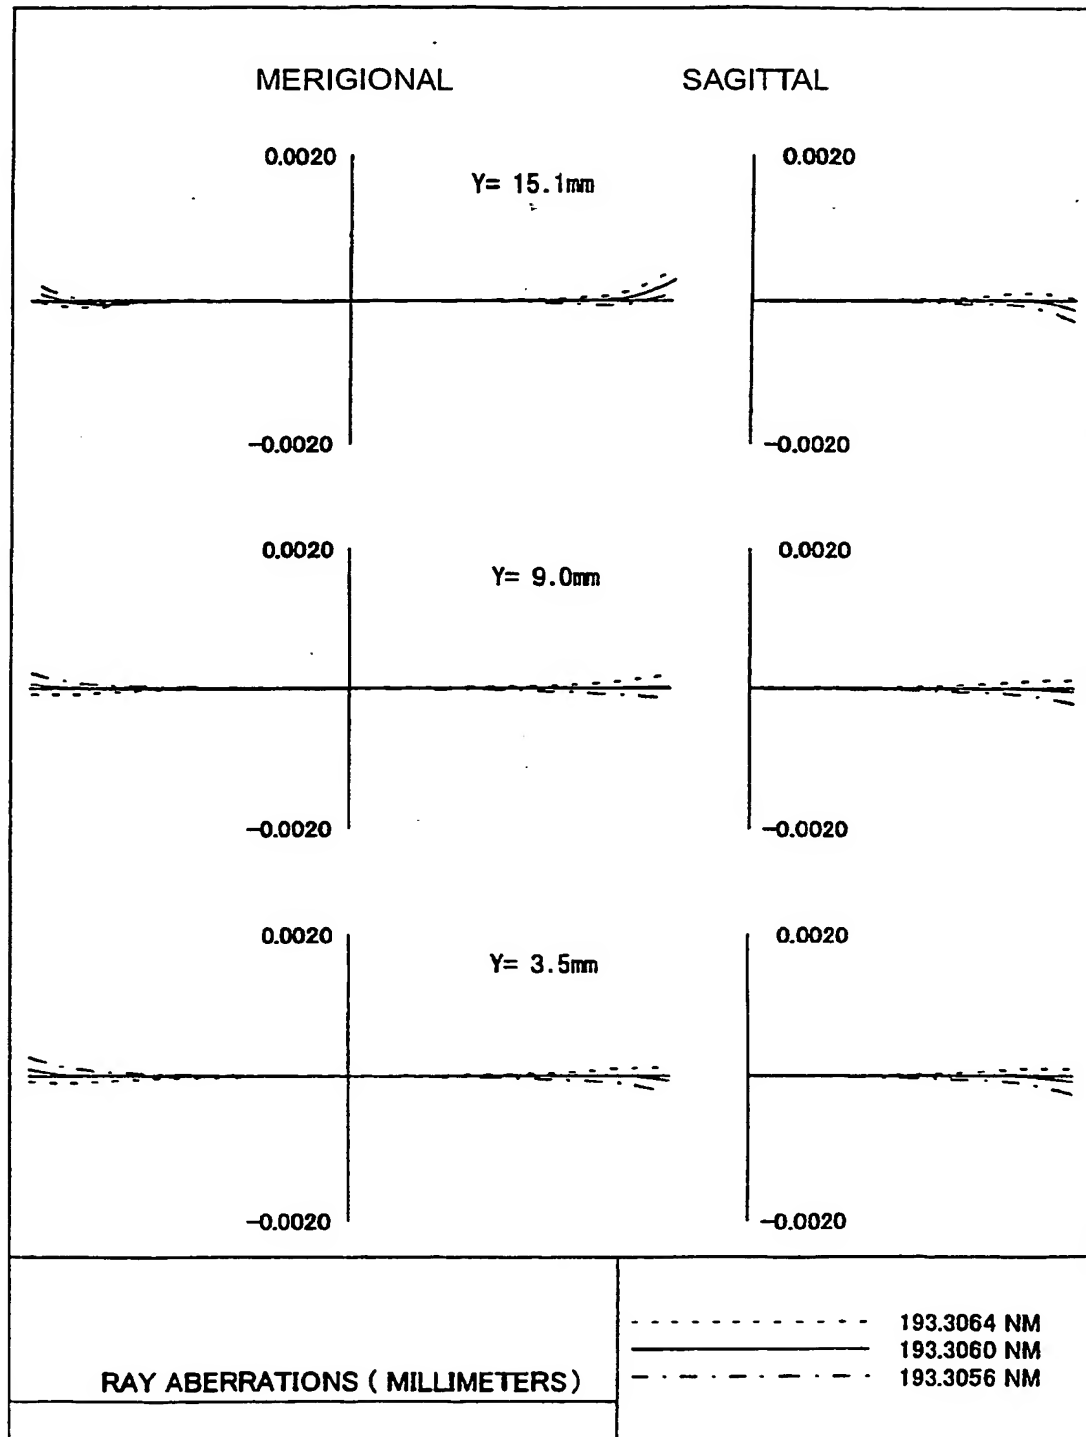 MERIGIONAL SAGITTAL
0.0020 0.0020
Y= 15.1mm
-0.0020 -0.0020
0.0020 0.0020
Y= 9.0mm
-0.0020 -0.0020
0.0020 0.0020
Y= 3.5mm
-0.0020 -0.0020
193.3064 NM
193.3060 NM
193.3056 NM
RAY ABERRATIONS ( MILLIMETERS )